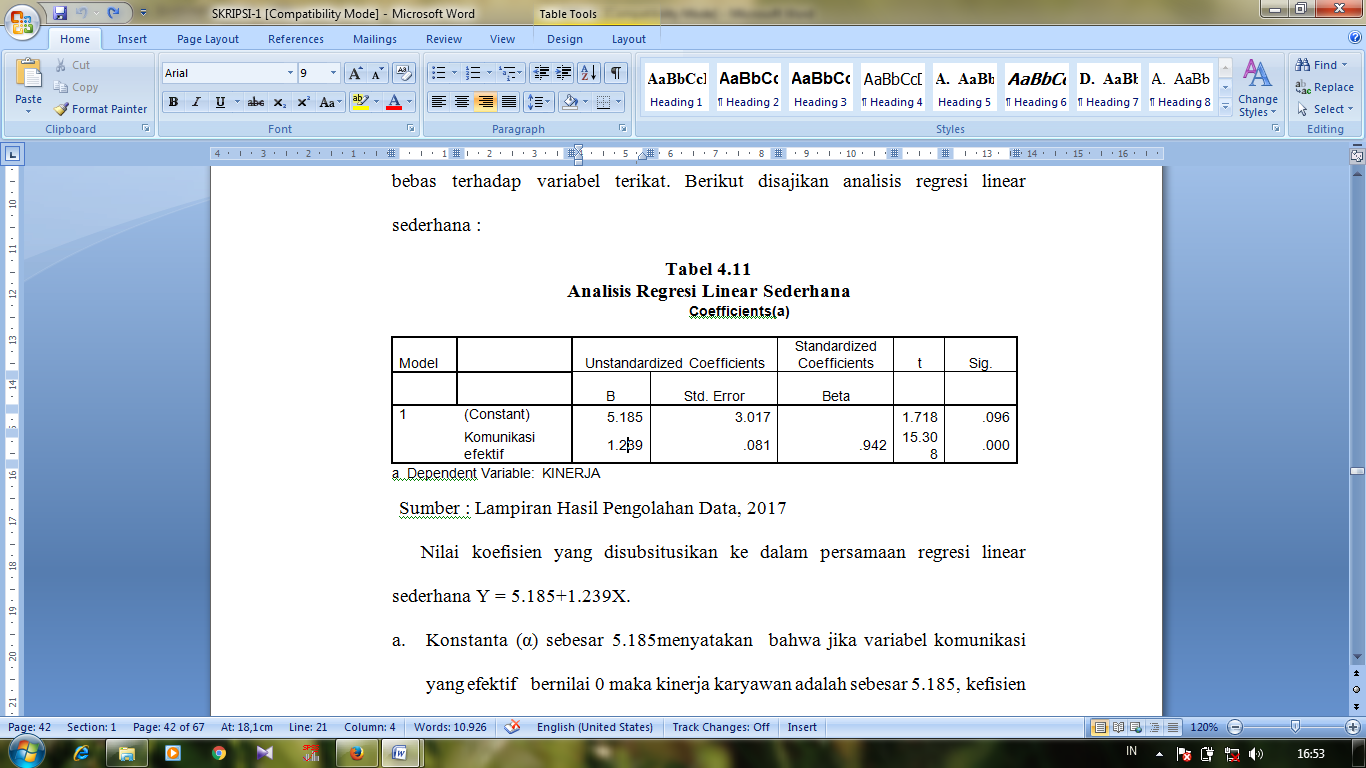 SKRIPSI-1 [Compatibility Mode] - Microsoft Word
Table Tools
Home Insert Page Layout References Mailings Review View Design Layout
Paste
Cut
Copy
Format Painter
Clipboard
Arial 9
B I U abc x₂ x² Aa
Font
Paragraph
AaBbCcI AaBbCc AaBbCc AaBbCcD A. AaBb AaBbCc D. AaBb A. AaBb
Heading 1 ¶ Heading 2 Heading 3 ¶ Heading 4 Heading 5 ¶ Heading 6 ¶ Heading 7 ¶ Heading 8
Change
Styles
Styles
Find
Replace
Select
Editing
bebas terhadap variabel terikat. Berikut disajikan analisis regresi linear
sederhana :
Tabel 4.11
Analisis Regresi Linear Sederhana
Coefficients(a)
Model Unstandardized Coefficients Standardized Coefficients t Sig.
B Std. Error Beta
1 (Constant) 5.185 3.017 1.718 .096
Komunikasi efektif 1.239 .081 .942 15.308 .000
a Dependent Variable: KINERJA
Sumber : Lampiran Hasil Pengolahan Data, 2017
Nilai koefisien yang disubsitusikan ke dalam persamaan regresi linear
sederhana Y = 5.185+1.239X.
a. Konstanta (α) sebesar 5.185menyatakan bahwa jika variabel komunikasi
yang efektif bernilai 0 maka kinerja karyawan adalah sebesar 5.185, kefisien
Page: 42 Section: 1 Page: 42 of 67 At: 18,1cm Line: 21 Column: 4 Words: 10.926 English (United States) Track Changes: Off Insert 120%
IN 16:53